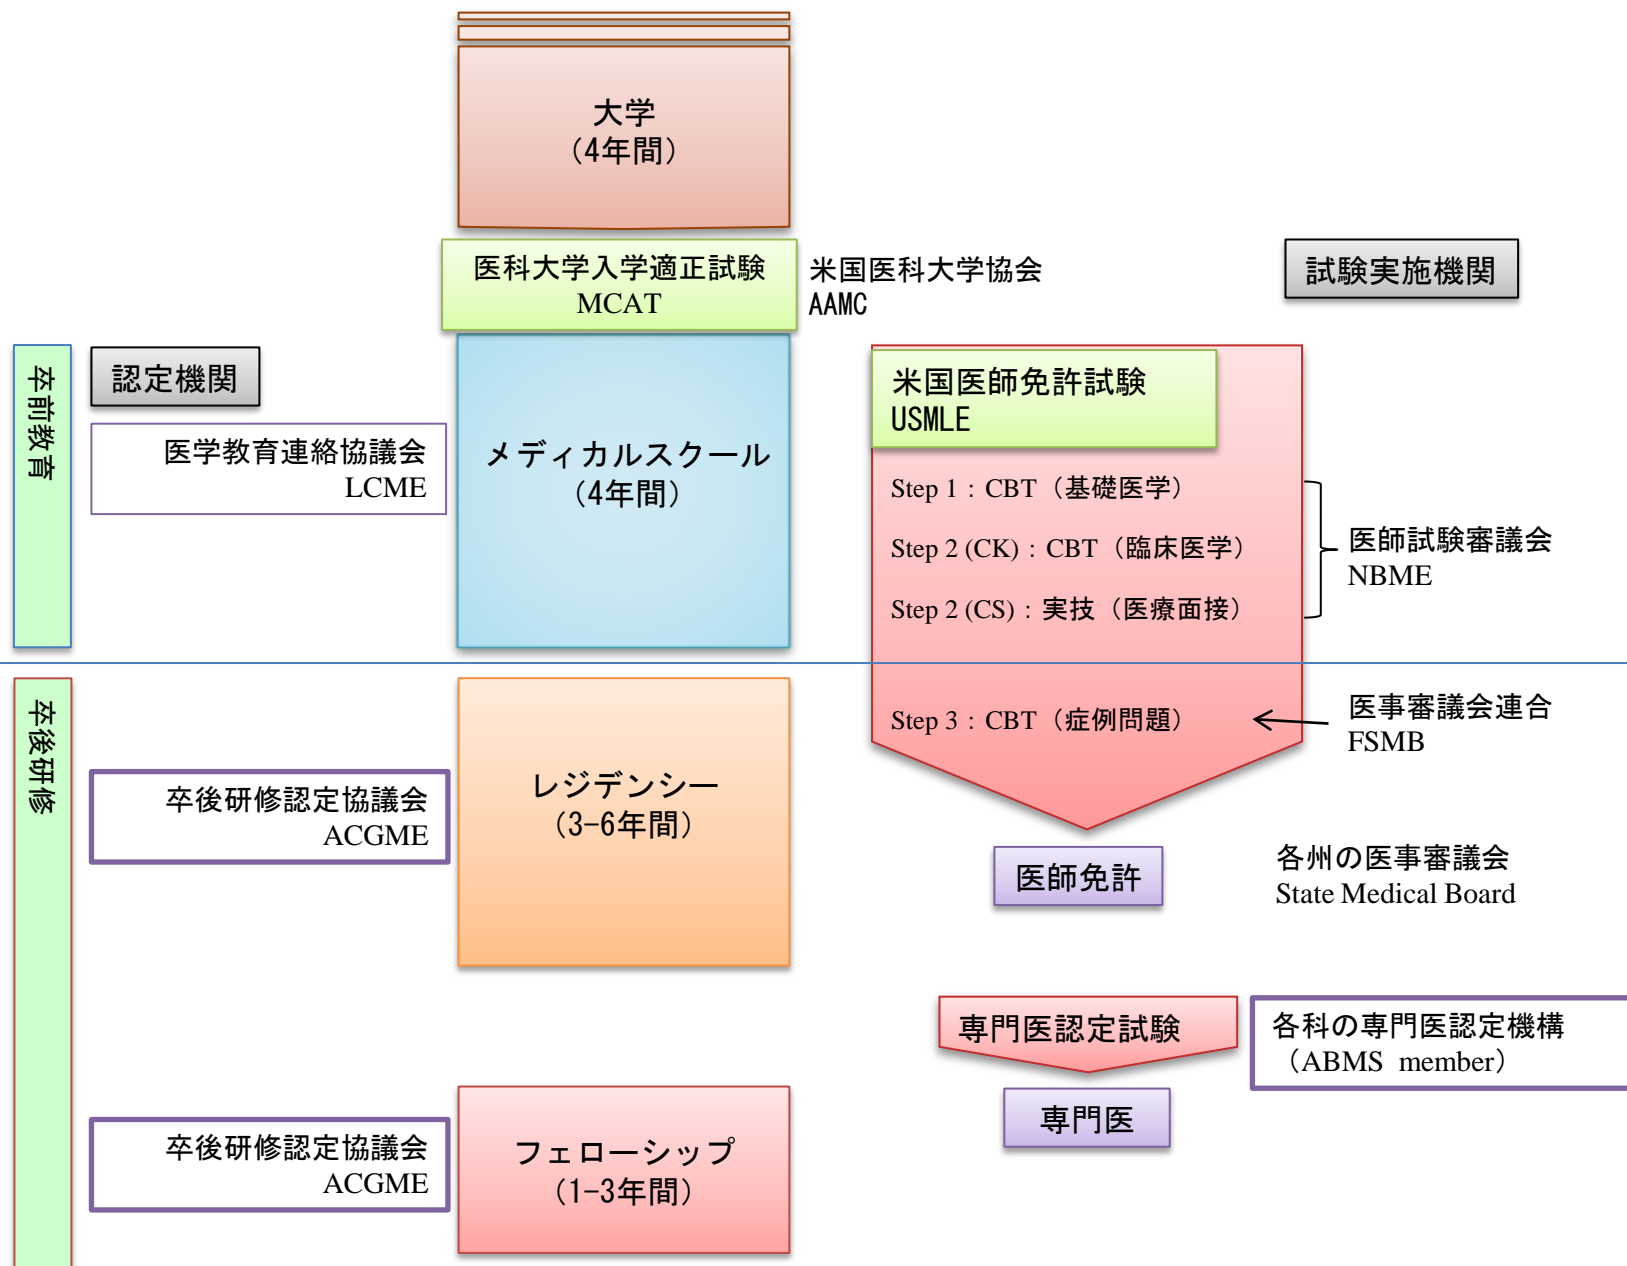 大学
（4年間）
医科大学入学適正試験
MCAT
米国医科大学協会
AAMC
試験実施機関
卒前教育
認定機関
医学教育連絡協議会
LCME
メディカルスクール
（4年間）
米国医師免許試験
USMLE
Step 1：CBT（基礎医学）
Step 2 (CK)：CBT（臨床医学）
Step 2 (CS)：実技（医療面接）
医師試験審議会
NBME
卒後研修
Step 3：CBT（症例問題）
医事審議会連合
FSMB
卒後研修認定協議会
ACGME
レジデンシー
（3-6年間）
医師免許
各州の医事審議会
State Medical Board
専門医認定試験
各科の専門医認定機構
（ABMS member）
専門医
卒後研修認定協議会
ACGME
フェローシップ
（1-3年間）